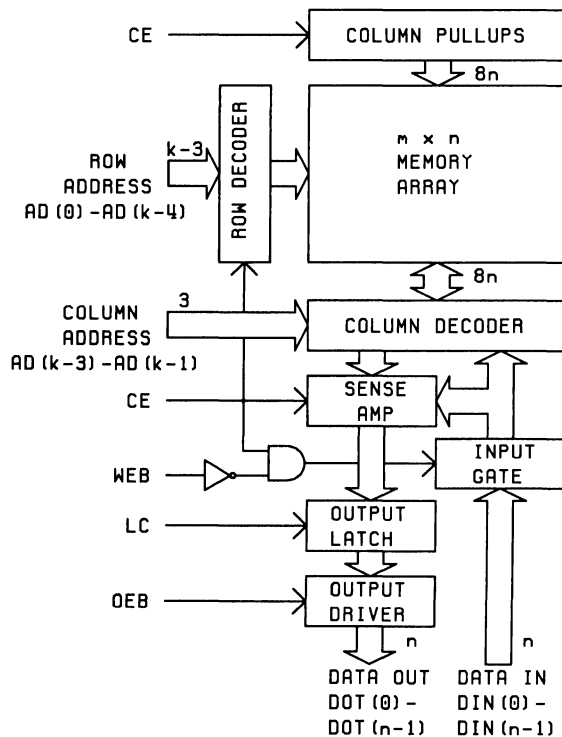 CE
COLUMN PULLUPS
8n
k-3
ROW
ADDRESS
AD(0)-AD(k-4)
ROW DECODER
m x n
MEMORY
ARRAY
8n
COLUMN
ADDRESS
AD(k-3)-AD(k-1)
3
COLUMN DECODER
CE
SENSE
AMP
WEB
INPUT
GATE
LC
OUTPUT
LATCH
OEB
OUTPUT
DRIVER
n
n
DATA OUT
DOT(0)-
DOT(n-1)
DATA IN
DIN(0)-
DIN(n-1)